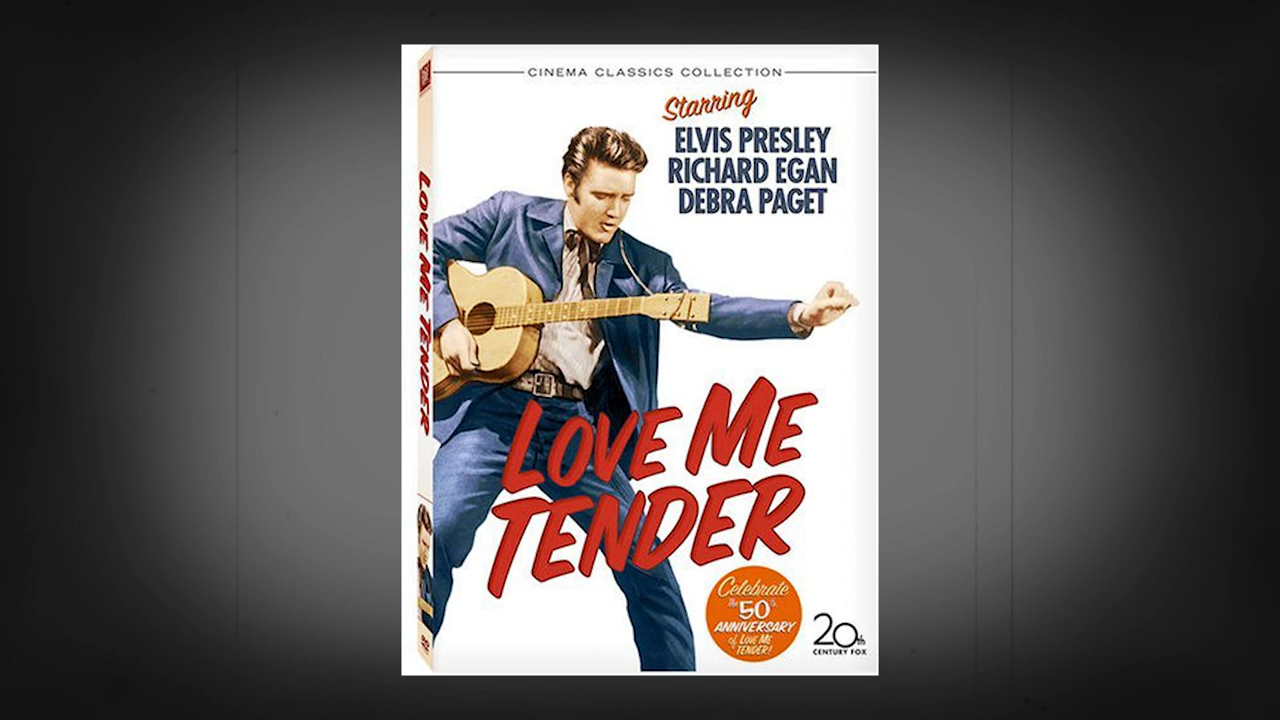 CINEMA CLASSICS COLLECTION
Starring
ELVIS PRESLEY
RICHARD EGAN
DEBRA PAGET
LOVE ME TENDER
LOVE ME
TENDER
Celebrate
The 50th
ANNIVERSARY
of LOVE ME
TENDER!
20th
CENTURY FOX
DVD